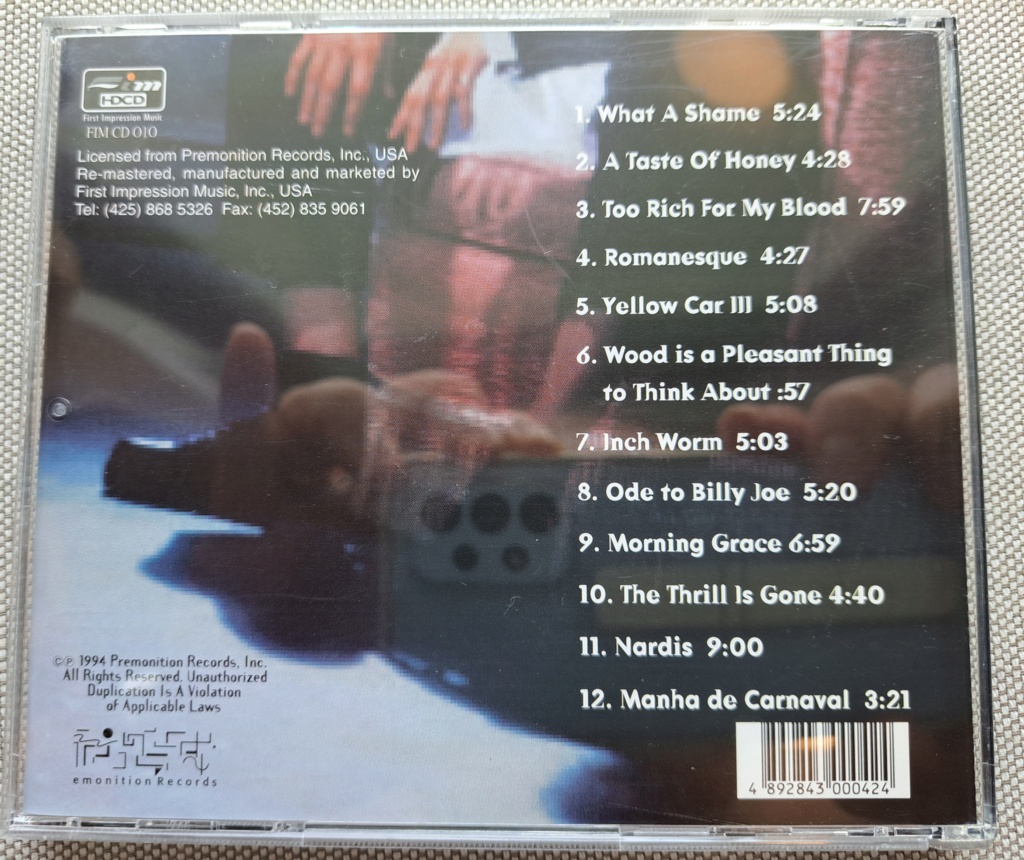 Fim
HDCD
First Impression Music
FIM CD 010
Licensed from Premonition Records, Inc., USA
Re-mastered, manufactured and marketed by
First Impression Music, Inc., USA
Tel: (425) 868 5326 Fax: (452) 835 9061
1. What A Shame 5:24
2. A Taste Of Honey 4:28
3. Too Rich For My Blood 7:59
4. Romanesque 4:27
5. Yellow Car III 5:08
6. Wood is a Pleasant Thing
to Think About :57
7. Inch Worm 5:03
8. Ode to Billy Joe 5:20
9. Morning Grace 6:59
10. The Thrill Is Gone 4:40
11. Nardis 9:00
12. Manha de Carnaval 3:21
©℗ 1994 Premonition Records, Inc.
All Rights Reserved. Unauthorized
Duplication Is A Violation
of Applicable Laws
emonition Records
4 892843 000424